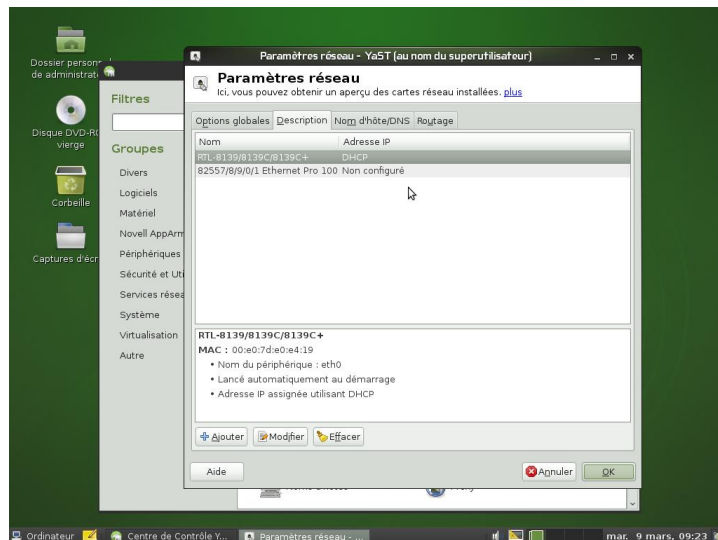 Dossier personnel
de administrate
Disque DVD-RO
vierge
Corbeille
Captures d'écr
Filtres
Groupes
Divers
Logiciels
Matériel
Novell AppArm
Périphériques
Sécurité et Uti
Services résea
Système
Virtualisation
Autre
Paramètres réseau - YaST (au nom du superutilisateur)
Paramètres réseau
Ici, vous pouvez obtenir un aperçu des cartes réseau installées. plus
Options globales Description Nom d'hôte/DNS Routage
Nom Adresse IP
RTL-8139/8139C/8139C+ DHCP
82557/8/9/0/1 Ethernet Pro 100 Non configuré
RTL-8139/8139C/8139C+
MAC : 00:e0:7d:e0:e4:19
• Nom du périphérique : eth0
• Lancé automatiquement au démarrage
• Adresse IP assignée utilisant DHCP
Ajouter Modifier Effacer
Aide Annuler OK
Ordinateur Centre de Contrôle Y... Paramètres réseau - ... mar. 9 mars, 09:23